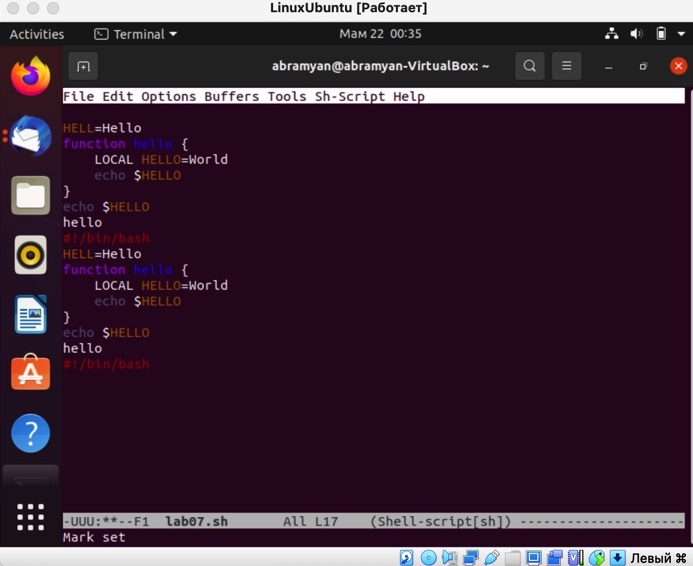 LinuxUbuntu [Работает]
Activities Terminal Мам 22 00:35
abramyan@abramyan-VirtualBox: ~
File Edit Options Buffers Tools Sh-Script Help
HELL=Hello
function hello {
    LOCAL HELLO=World
    echo $HELLO
}
echo $HELLO
hello
#!/bin/bash
HELL=Hello
function hello {
    LOCAL HELLO=World
    echo $HELLO
}
echo $HELLO
hello
#!/bin/bash
-UUU:**--F1  lab07.sh       All L17    (Shell-script[sh]) ---------------------
Mark set
Левый ⌘